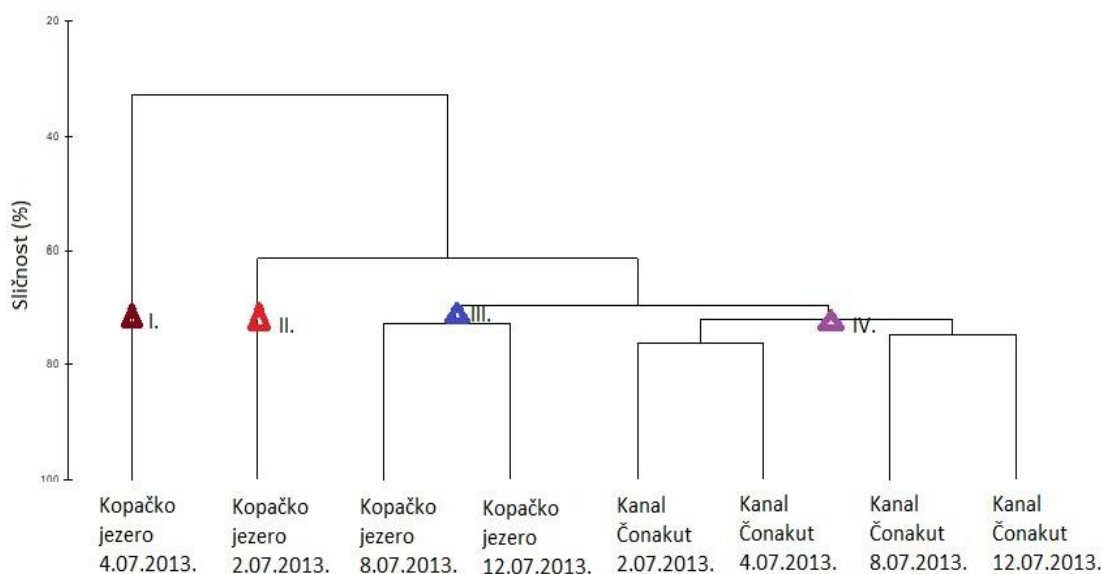 20
40
60
80
100
Sličnost (%)
I.
II.
III.
IV.
Kopačko
jezero
4.07.2013.
Kopačko
jezero
2.07.2013.
Kopačko
jezero
8.07.2013.
Kopačko
jezero
12.07.2013.
Kanal
Čonakut
2.07.2013.
Kanal
Čonakut
4.07.2013.
Kanal
Čonakut
8.07.2013.
Kanal
Čonakut
12.07.2013.